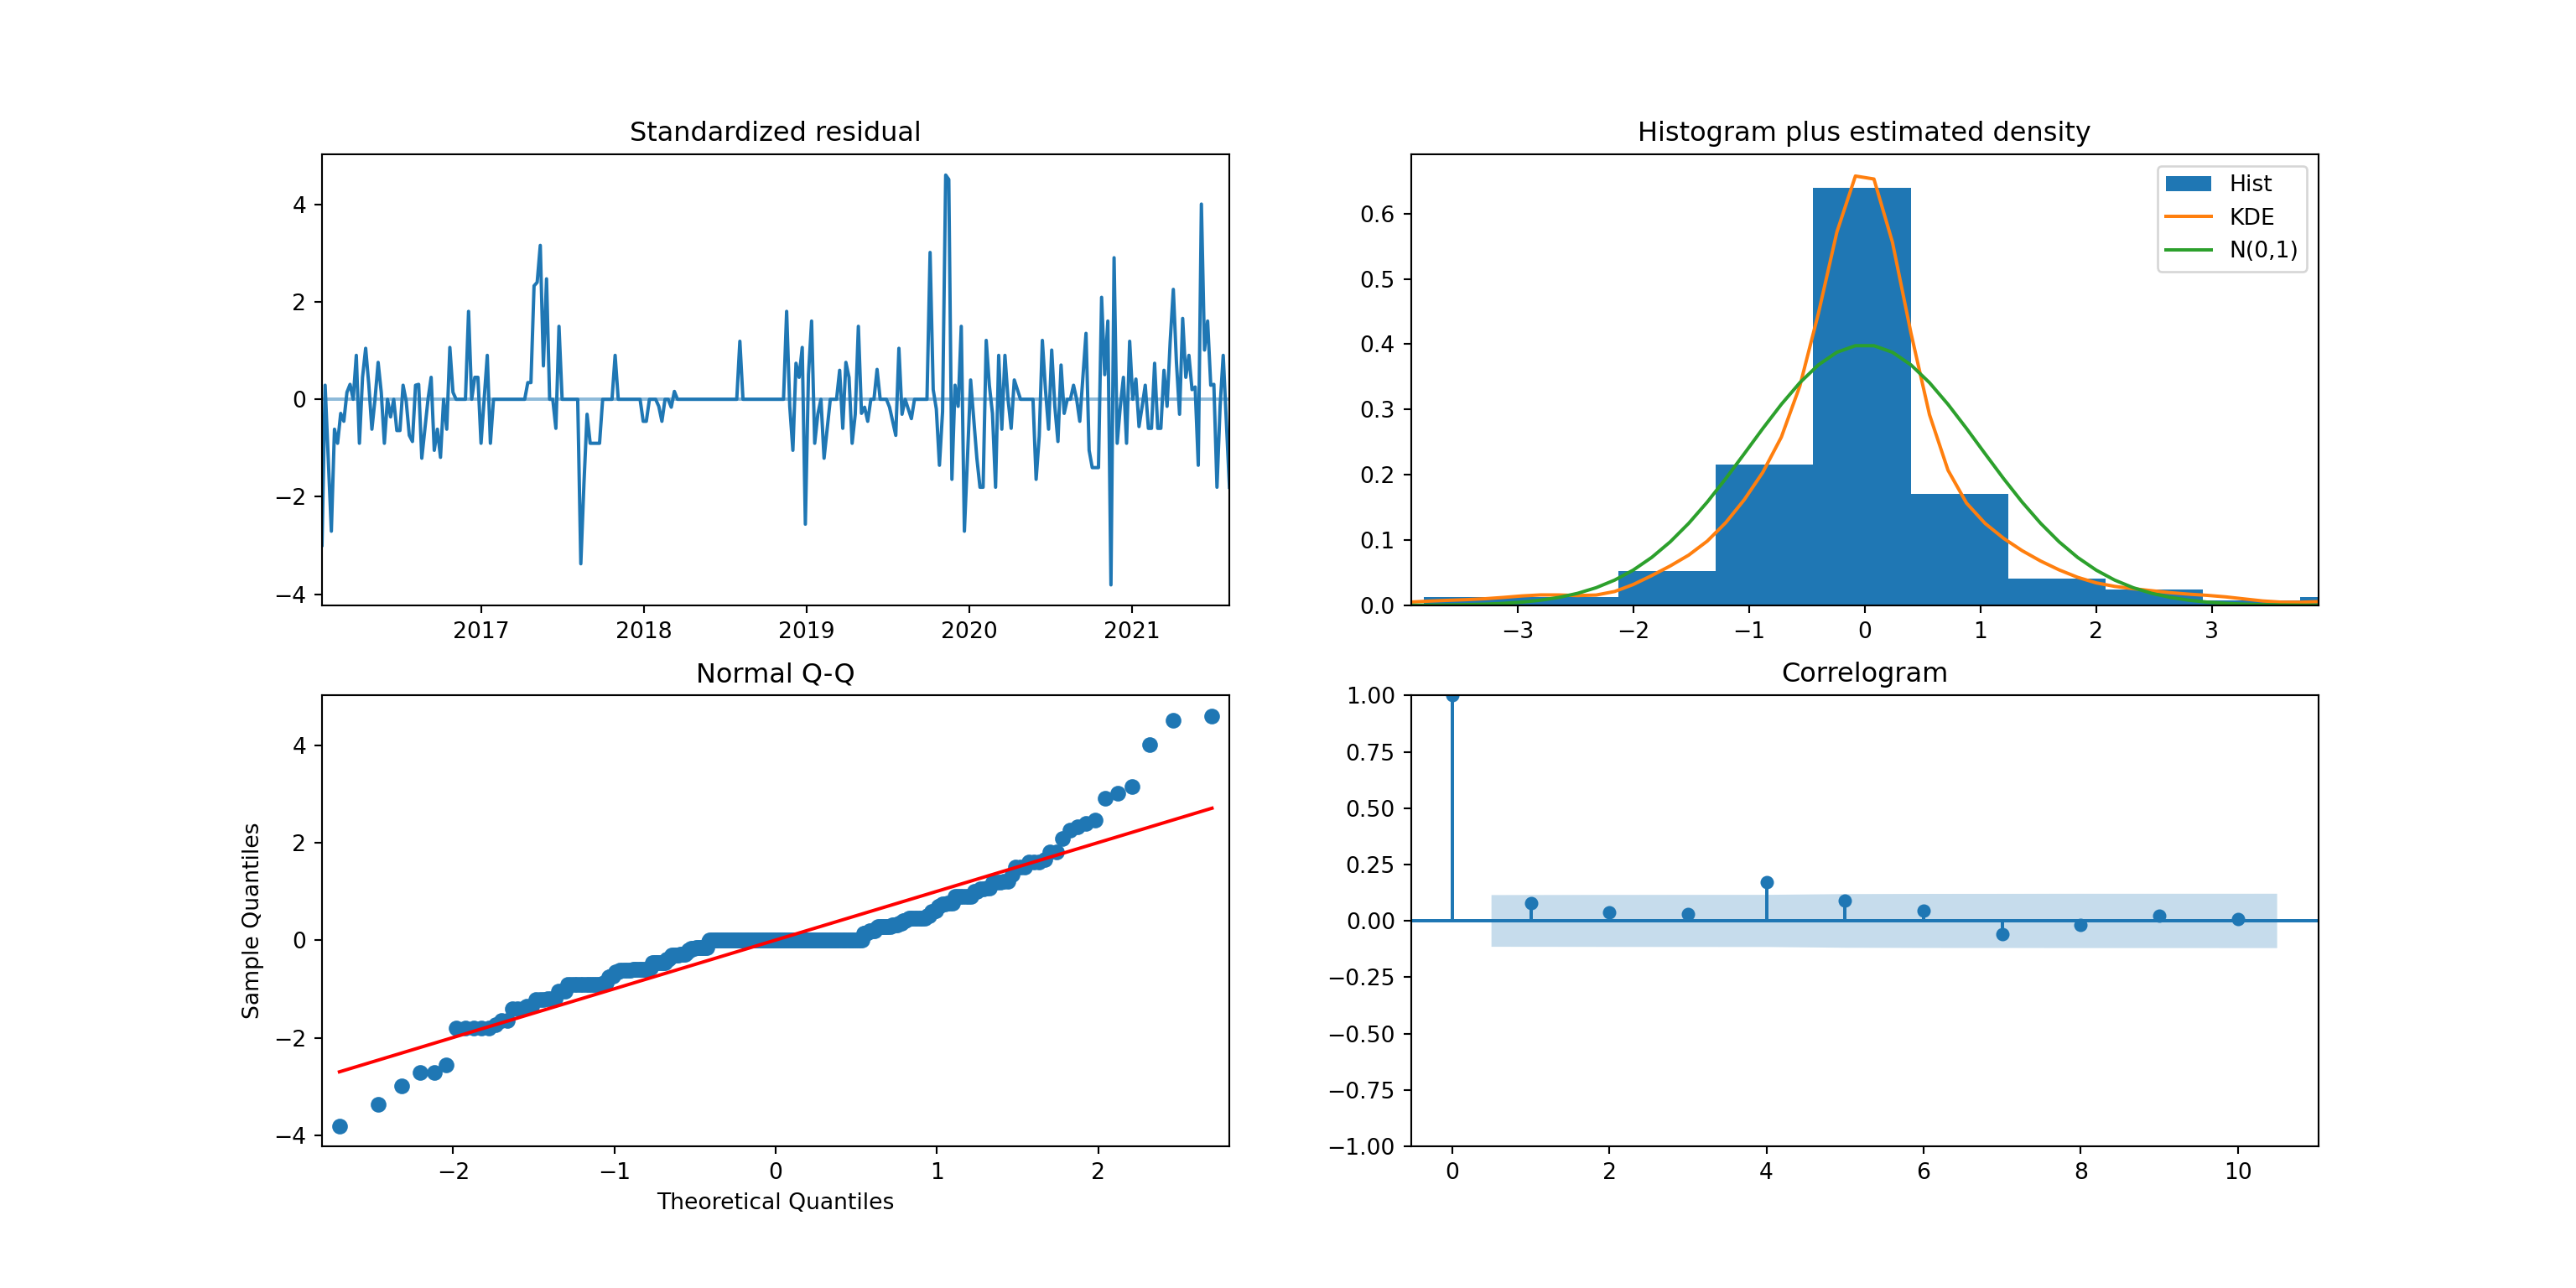 Standardized residual
4
2
0
−2
−4
2017 2018 2019 2020 2021
Histogram plus estimated density
Hist
KDE
N(0,1)
0.6
0.5
0.4
0.3
0.2
0.1
0.0
−3 −2 −1 0 1 2 3
Normal Q-Q
Sample Quantiles
4
2
0
−2
−4
−2 −1 0 1 2
Theoretical Quantiles
Correlogram
1.00
0.75
0.50
0.25
0.00
−0.25
−0.50
−0.75
−1.00
0 2 4 6 8 10